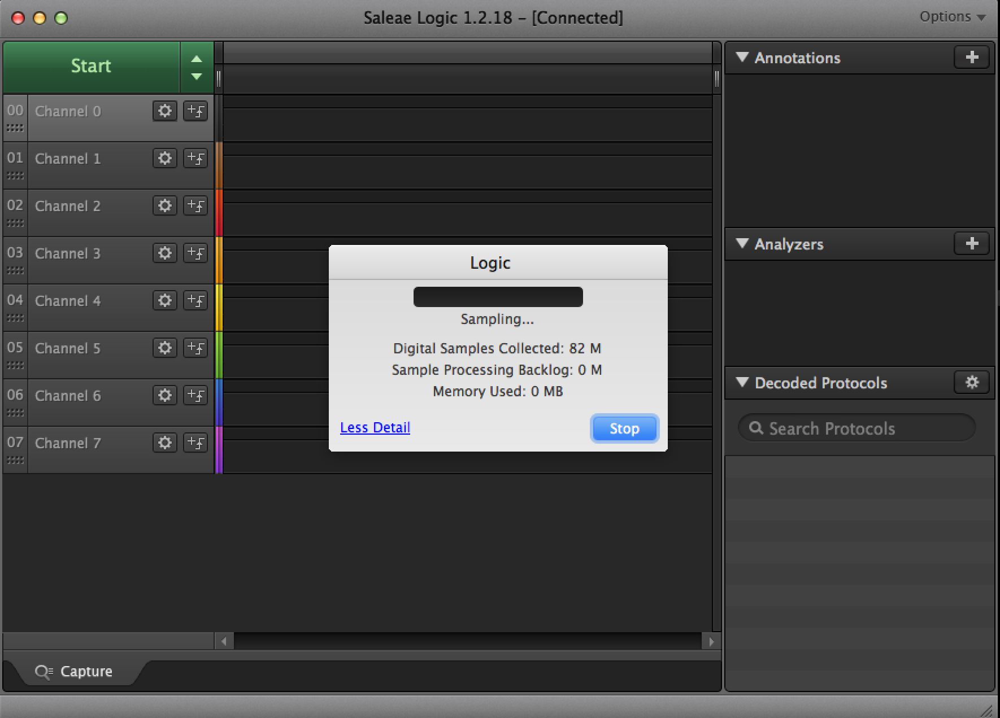 Saleae Logic 1.2.18 – [Connected]
Options
Start
00
Channel 0
01
Channel 1
02
Channel 2
03
Channel 3
04
Channel 4
05
Channel 5
06
Channel 6
07
Channel 7
Logic
Sampling...
Digital Samples Collected: 82 M
Sample Processing Backlog: 0 M
Memory Used: 0 MB
Less Detail
Stop
Annotations
Analyzers
Decoded Protocols
Search Protocols
Capture